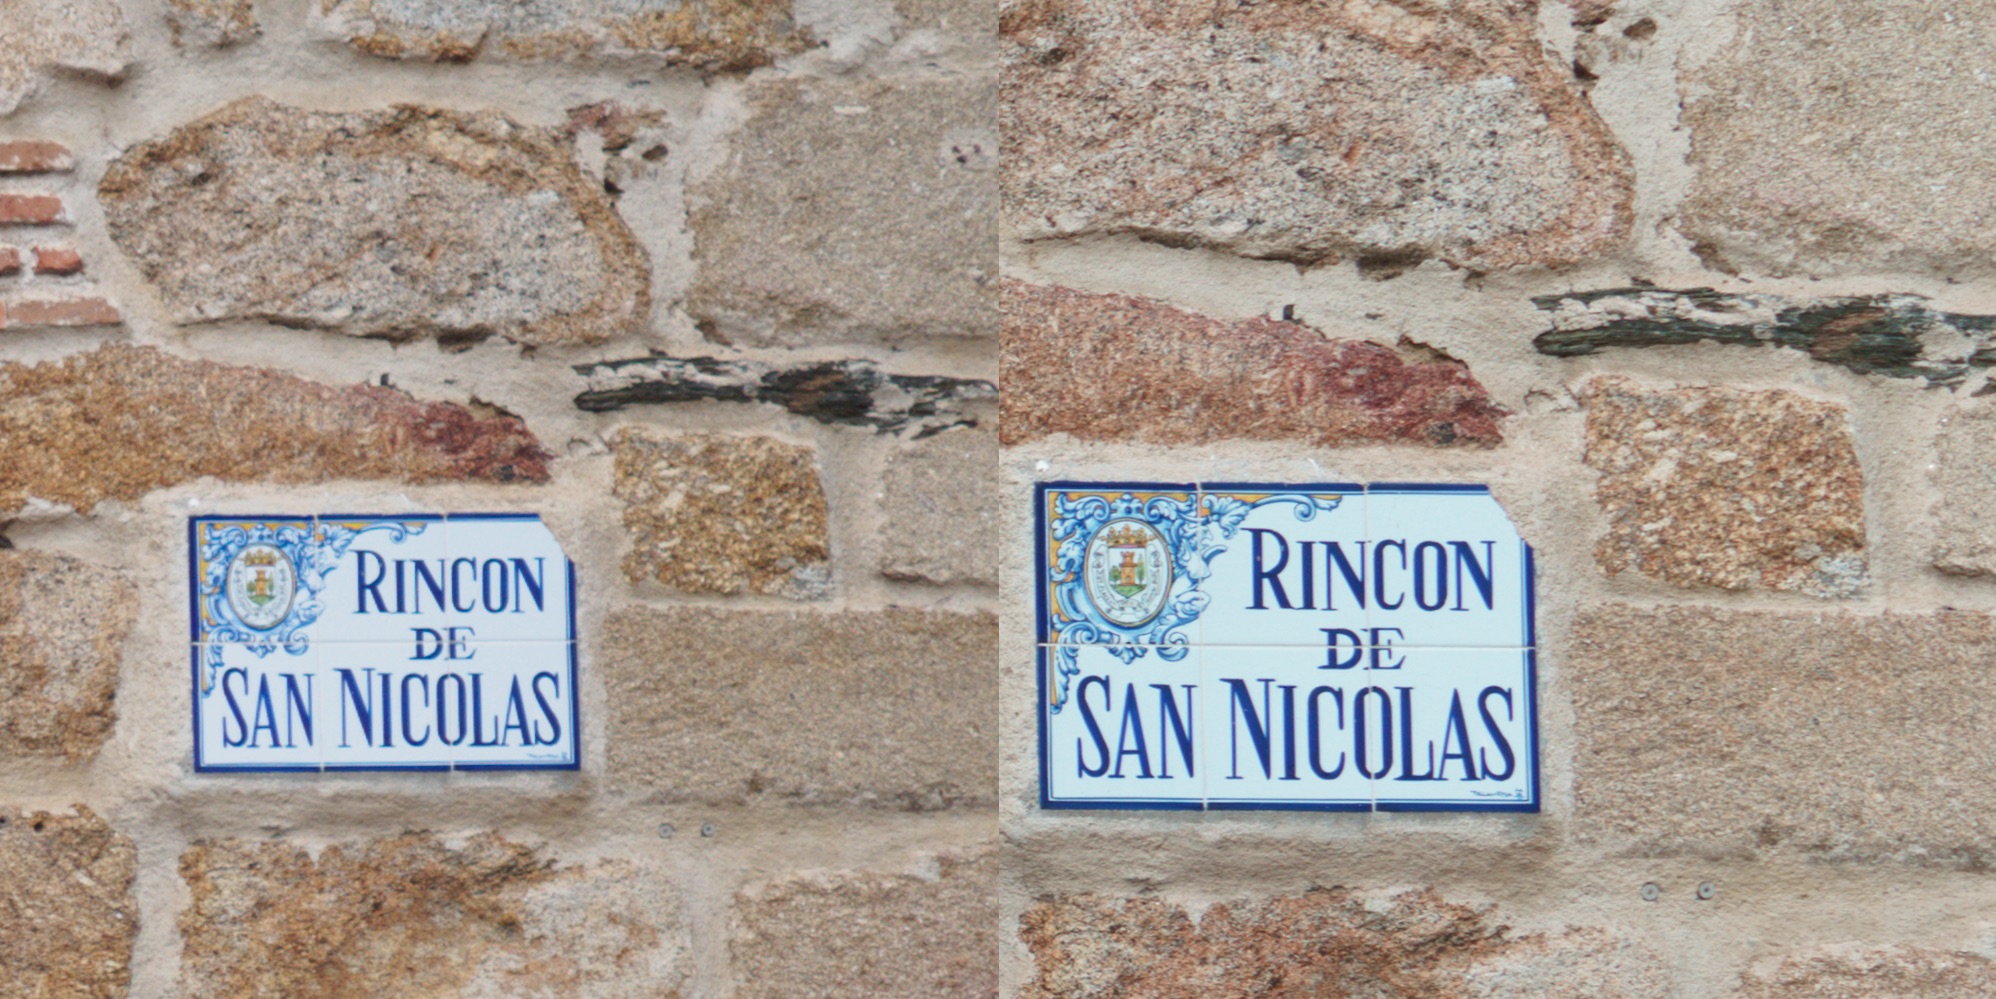 RINCON
DE
SAN NICOLAS
RINCON
DE
SAN NICOLAS